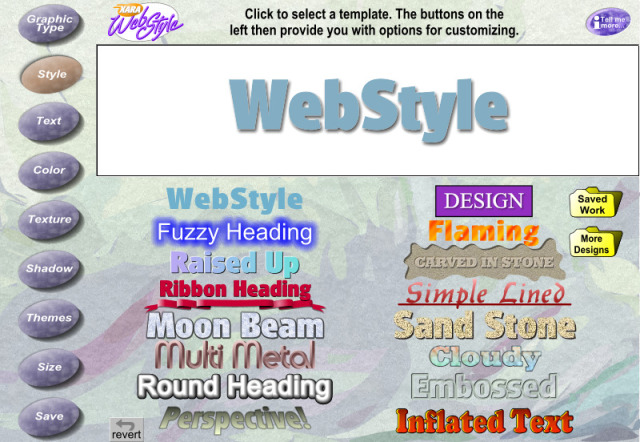 Graphic
Type
XARA
WebStyle
Click to select a template. The buttons on the
left then provide you with options for customizing.
Tell me
more...
Style
Text
Color
Texture
Shadow
Themes
Size
Save
WebStyle
WebStyle
Fuzzy Heading
Raised Up
Ribbon Heading
Moon Beam
Multi Metal
Round Heading
Perspective!
revert
DESIGN
Flaming
CARVED IN STONE
Simple Lined
Sand Stone
Cloudy
Embossed
Inflated Text
Saved
Work
More
Designs